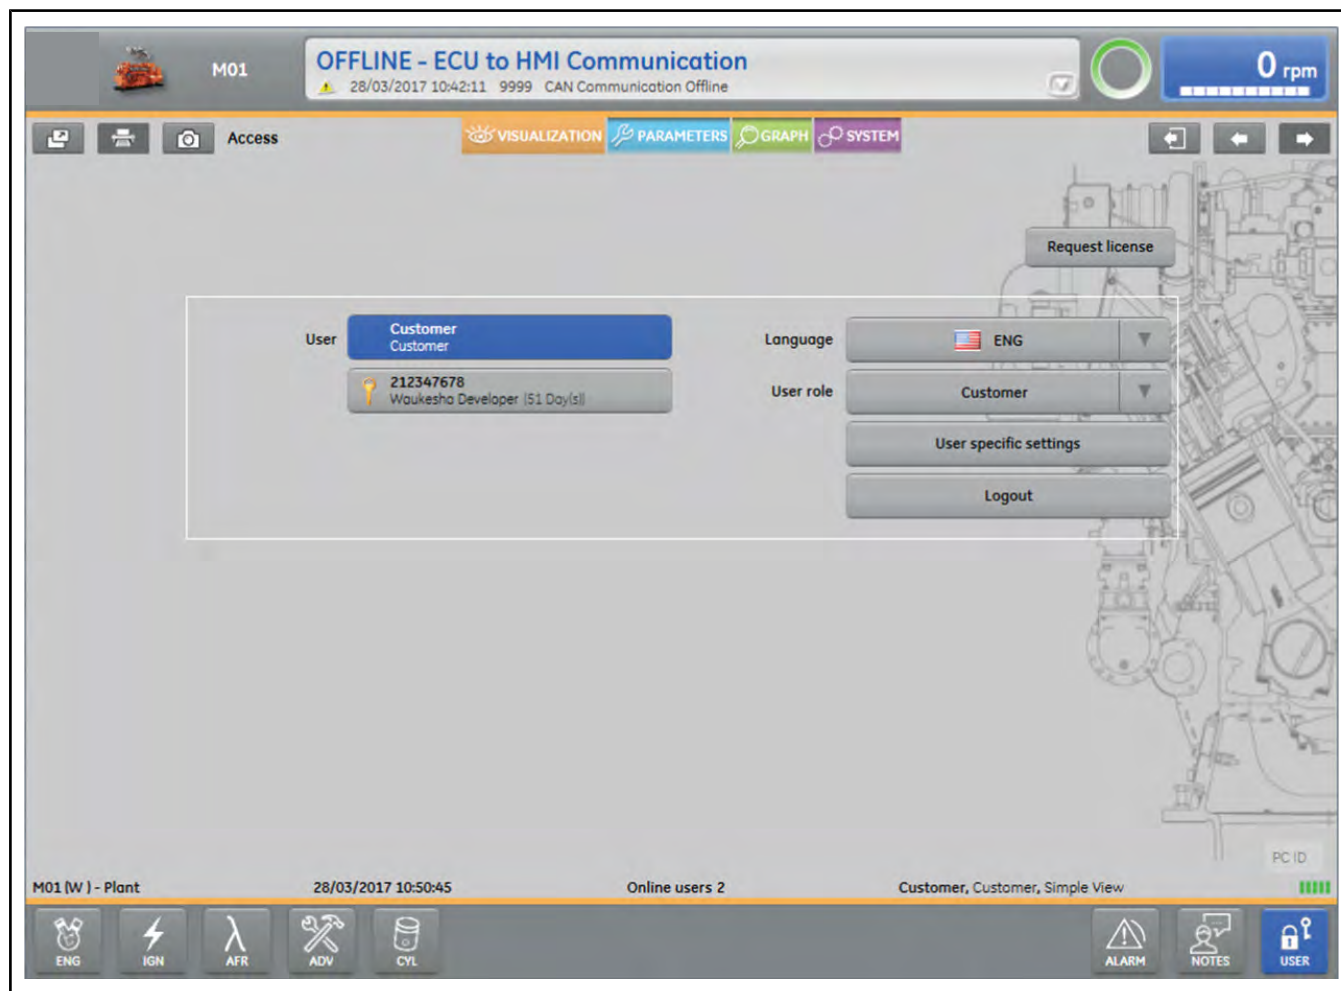 M01
OFFLINE - ECU to HMI Communication
28/03/2017 10:42:11 9999 CAN Communication Offline
0 rpm
Access
VISUALIZATION
PARAMETERS
GRAPH
SYSTEM
Request license
User
Customer
Customer
212347678
Waukesha Developer (51 Day(s))
Language
ENG
User role
Customer
User specific settings
Logout
PC ID
M01 (W ) - Plant
28/03/2017 10:50:45
Online users 2
Customer, Customer, Simple View
ENG
IGN
λ
AFR
ADV
CYL
ALARM
NOTES
USER